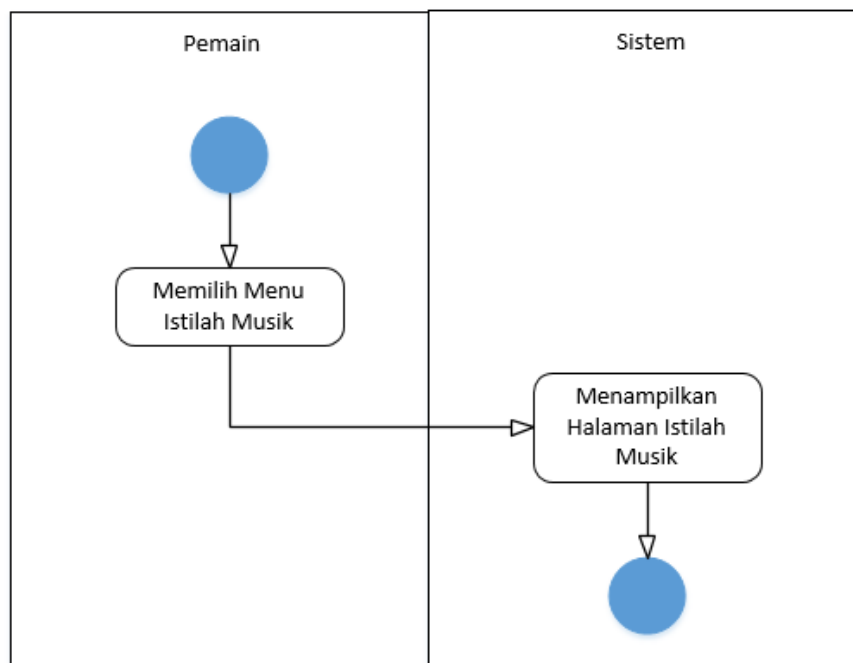 Pemain
Sistem
Memilih Menu
Istilah Musik
Menampilkan
Halaman Istilah
Musik